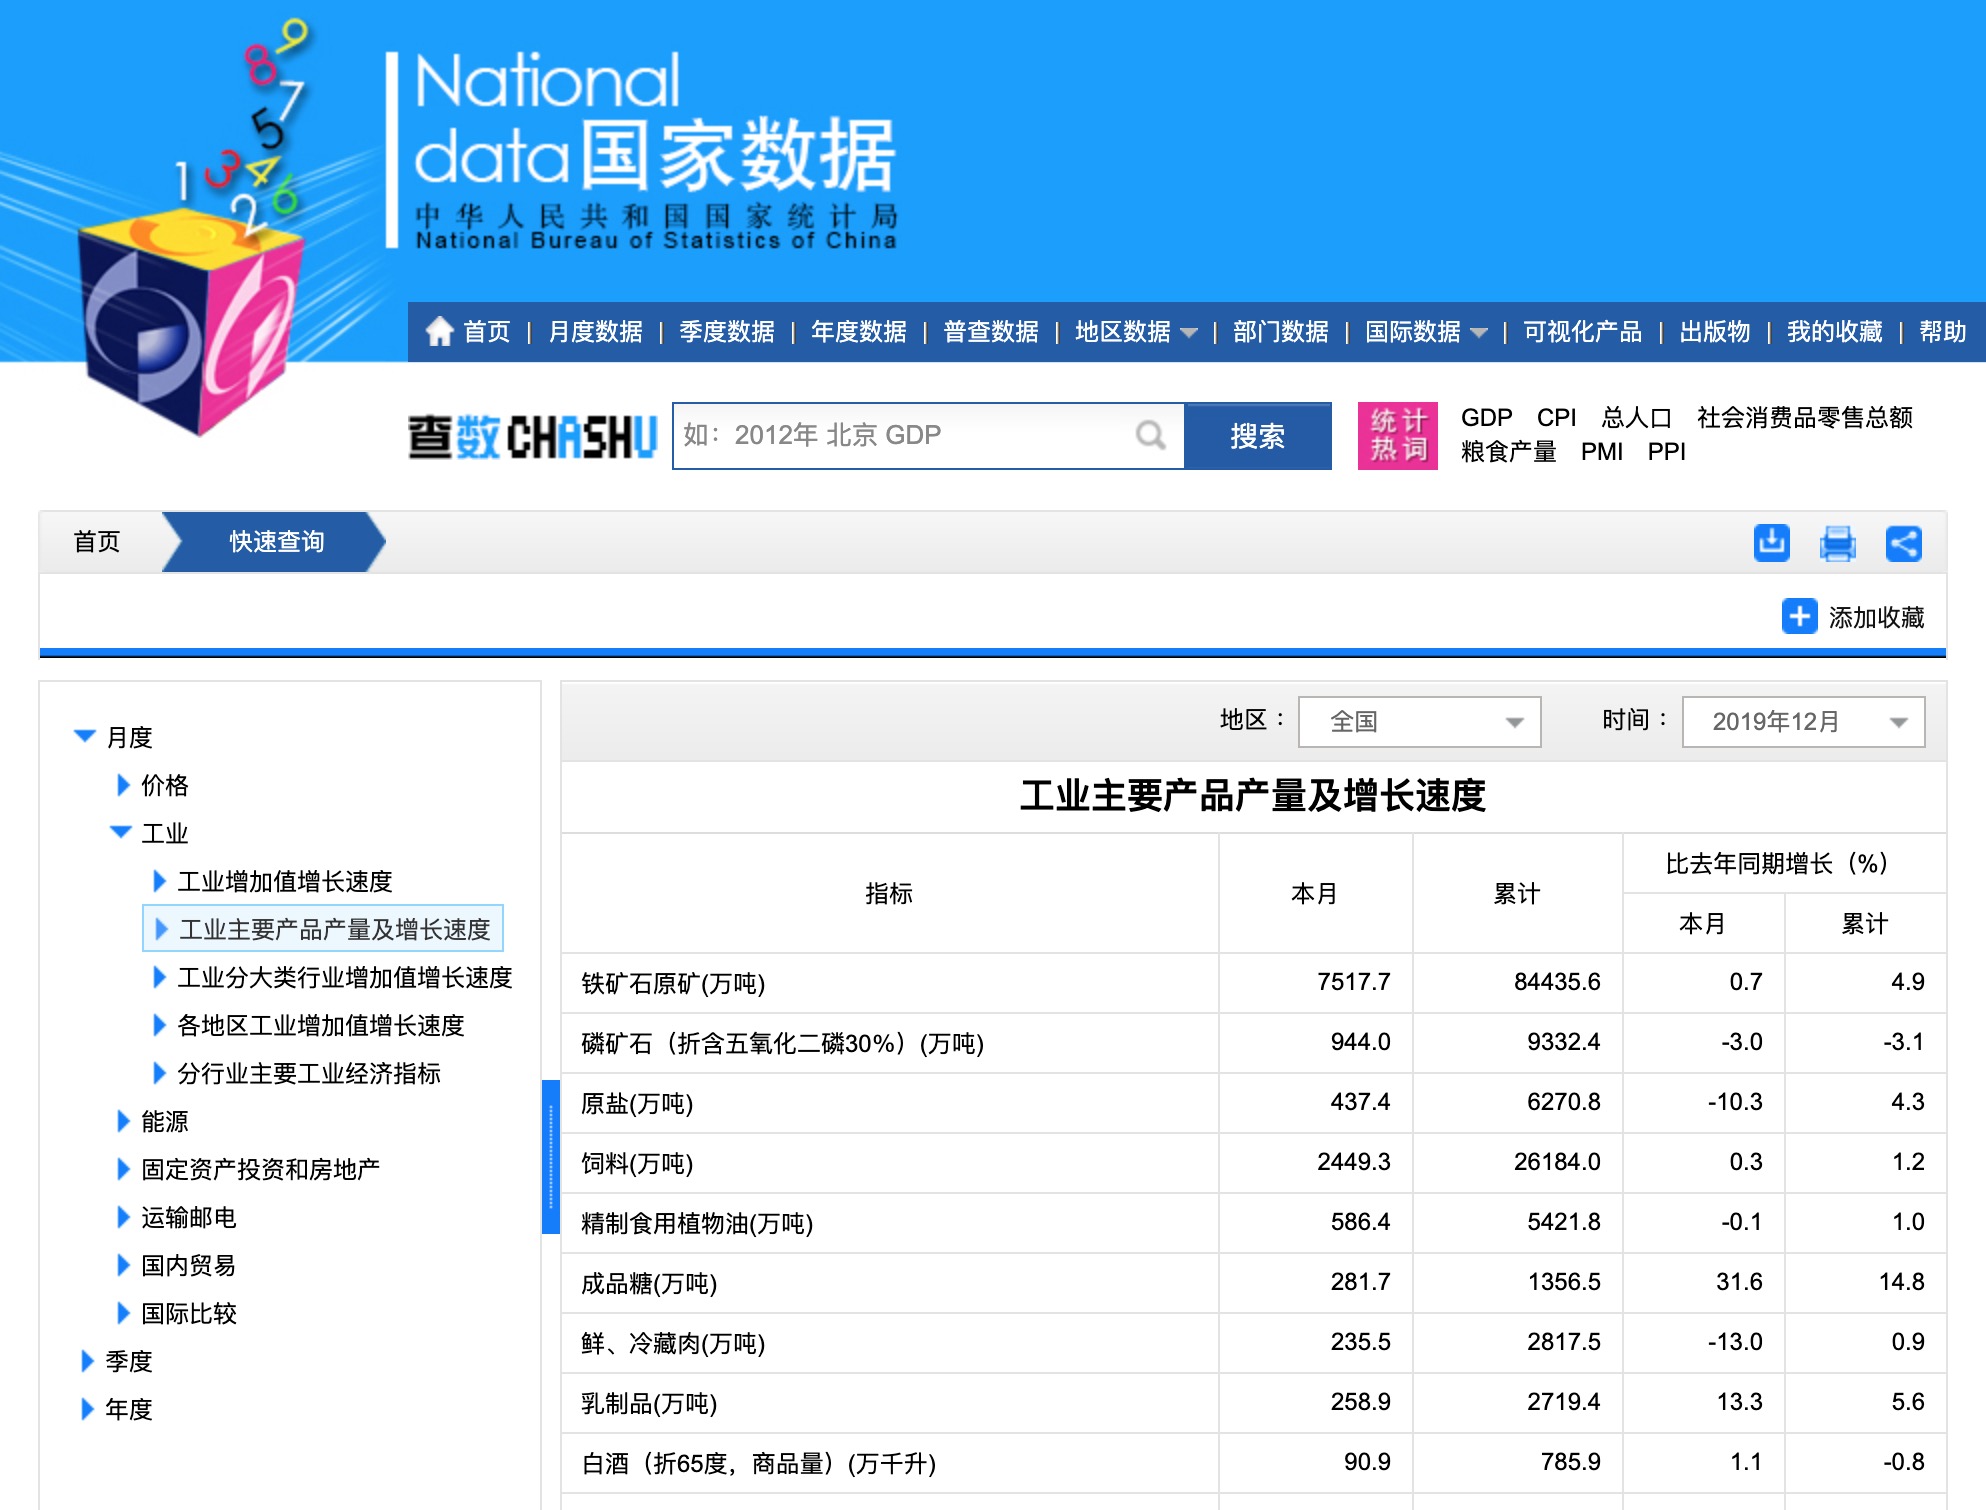 National
data国家数据
中华人民共和国国家统计局
National Bureau of Statistics of China
1 2 3 4 5 6 7 8 9
首页 | 月度数据 | 季度数据 | 年度数据 | 普查数据 | 地区数据 | 部门数据 | 国际数据 | 可视化产品 | 出版物 | 我的收藏 | 帮助
查数CHASHU 如：2012年 北京 GDP 搜索
统计热词 GDP CPI 总人口 社会消费品零售总额
粮食产量 PMI PPI
首页 快速查询
添加收藏
月度
价格
工业
工业增加值增长速度
工业主要产品产量及增长速度
工业分大类行业增加值增长速度
各地区工业增加值增长速度
分行业主要工业经济指标
能源
固定资产投资和房地产
运输邮电
国内贸易
国际比较
季度
年度
地区： 全国 时间： 2019年12月
工业主要产品产量及增长速度
指标 本月 累计 比去年同期增长（%）
本月 累计
铁矿石原矿(万吨) 7517.7 84435.6 0.7 4.9
磷矿石（折含五氧化二磷30%）(万吨) 944.0 9332.4 -3.0 -3.1
原盐(万吨) 437.4 6270.8 -10.3 4.3
饲料(万吨) 2449.3 26184.0 0.3 1.2
精制食用植物油(万吨) 586.4 5421.8 -0.1 1.0
成品糖(万吨) 281.7 1356.5 31.6 14.8
鲜、冷藏肉(万吨) 235.5 2817.5 -13.0 0.9
乳制品(万吨) 258.9 2719.4 13.3 5.6
白酒（折65度，商品量）(万千升) 90.9 785.9 1.1 -0.8